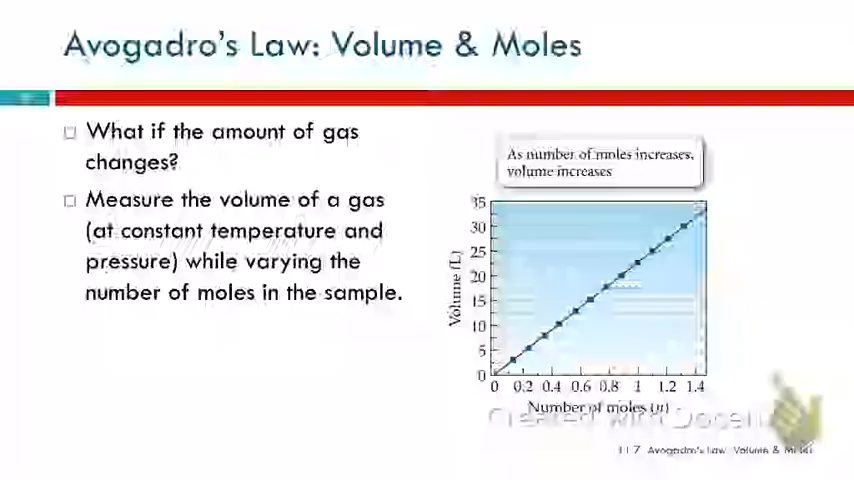 Avogadro's Law: Volume & Moles
What if the amount of gas
changes?
Measure the volume of a gas
(at constant temperature and
pressure) while varying the
number of moles in the sample.
As number of moles increases,
volume increases
Volume (L)
35
30
25
20
15
10
5
0
0 0.2 0.4 0.6 0.8 1 1.2 1.4
Number of moles (n)
Created with Doceri
11.7 Avogadro's Law: Volume & Moles